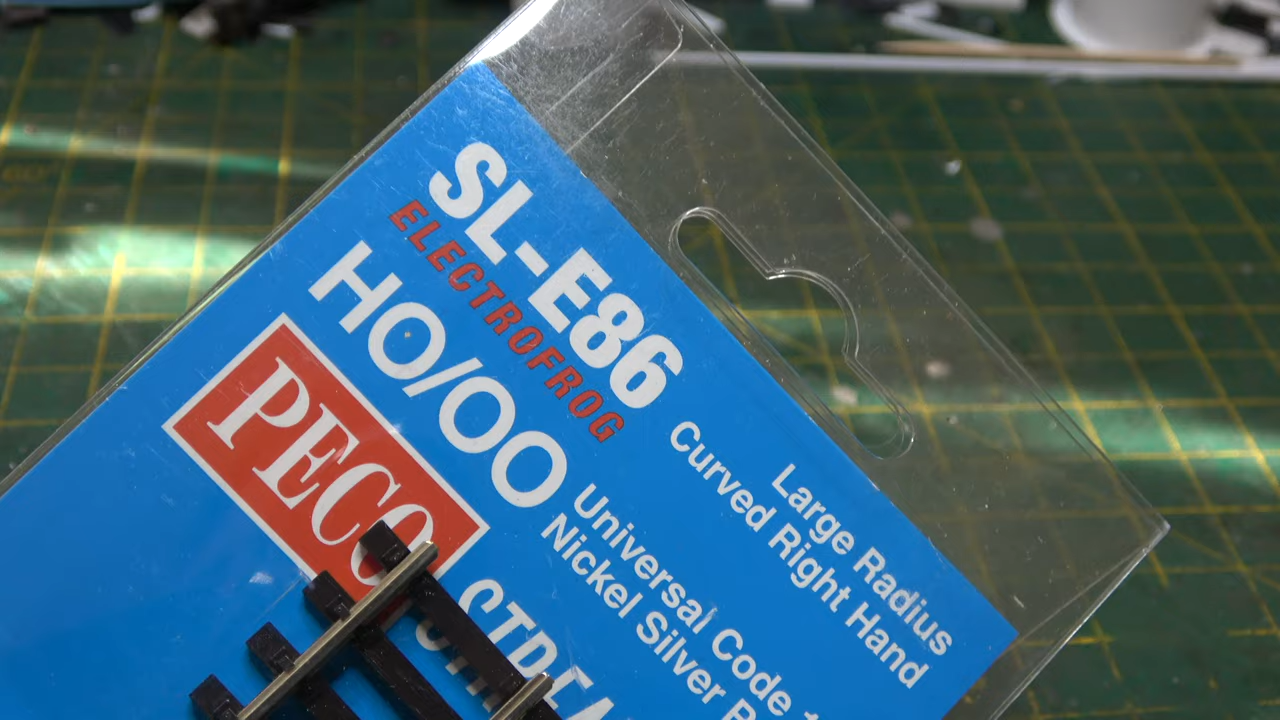 SL-E86
ELECTROFROG
HO/OO
PECO
Large Radius
Curved Right Hand
Universal Code
Nickel Silver